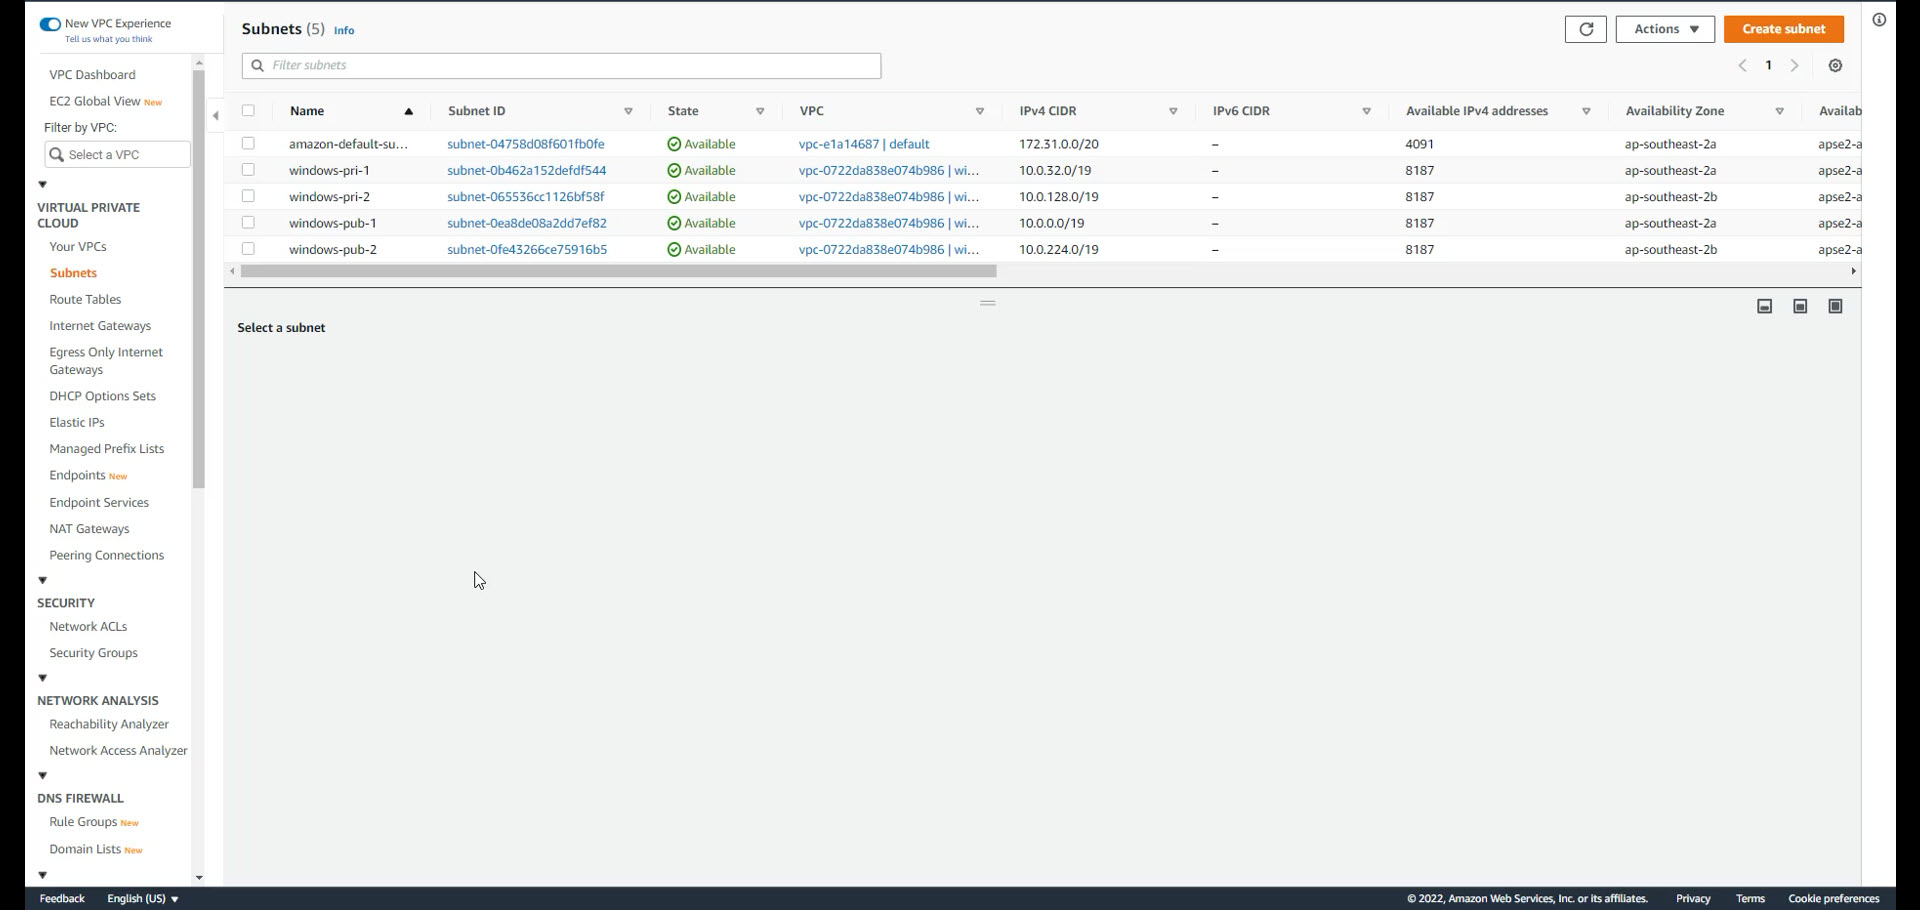 New VPC Experience
Tell us what you think
VPC Dashboard
EC2 Global View New
Filter by VPC:
Select a VPC
VIRTUAL PRIVATE
CLOUD
Your VPCs
Subnets
Route Tables
Internet Gateways
Egress Only Internet
Gateways
DHCP Options Sets
Elastic IPs
Managed Prefix Lists
Endpoints New
Endpoint Services
NAT Gateways
Peering Connections
SECURITY
Network ACLs
Security Groups
NETWORK ANALYSIS
Reachability Analyzer
Network Access Analyzer
DNS FIREWALL
Rule Groups New
Domain Lists New
Subnets (5) Info
Actions
Create subnet
Filter subnets
1
Name Subnet ID State VPC IPv4 CIDR IPv6 CIDR Available IPv4 addresses Availability Zone Availab
amazon-default-su... subnet-04758d08f601fb0fe Available vpc-e1a14687 | default 172.31.0.0/20 – 4091 ap-southeast-2a apse2-a
windows-pri-1 subnet-0b462a152defdf544 Available vpc-0722da838e074b986 | wi... 10.0.32.0/19 – 8187 ap-southeast-2a apse2-a
windows-pri-2 subnet-065536cc1126bf58f Available vpc-0722da838e074b986 | wi... 10.0.128.0/19 – 8187 ap-southeast-2b apse2-a
windows-pub-1 subnet-0ea8de08a2dd7ef82 Available vpc-0722da838e074b986 | wi... 10.0.0.0/19 – 8187 ap-southeast-2a apse2-a
windows-pub-2 subnet-0fe43266ce75916b5 Available vpc-0722da838e074b986 | wi... 10.0.224.0/19 – 8187 ap-southeast-2b apse2-a
Select a subnet
Feedback English (US) © 2022, Amazon Web Services, Inc. or its affiliates. Privacy Terms Cookie preferences